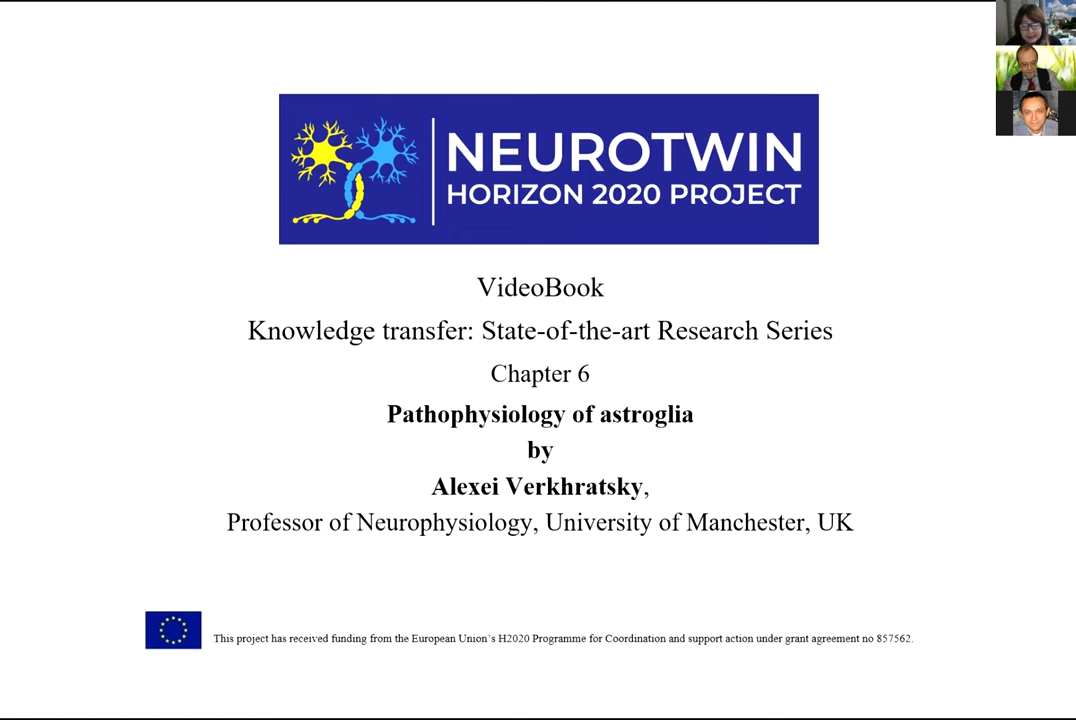 NEUROTWIN
HORIZON 2020 PROJECT
VideoBook
Knowledge transfer: State-of-the-art Research Series
Chapter 6
Pathophysiology of astroglia
by
Alexei Verkhratsky,
Professor of Neurophysiology, University of Manchester, UK
This project has received funding from the European Union`s H2020 Programme for Coordination and support action under grant agreement no 857562.